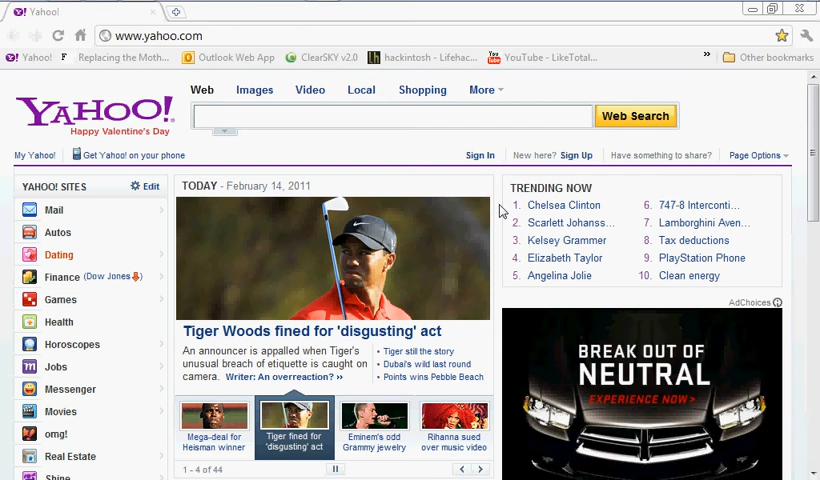 Yahoo!
www.yahoo.com
Yahoo!
Replacing the Moth...
Outlook Web App
ClearSKY v2.0
hackintosh - Lifehac...
YouTube - LikeTotal...
»
Other bookmarks
Web
Images
Video
Local
Shopping
More
YAHOO!
Happy Valentine's Day
Web Search
My Yahoo!
Get Yahoo! on your phone
Sign In
New here? Sign Up
Have something to share?
Page Options
YAHOO! SITES
Edit
Mail
Autos
Dating
Finance (Dow Jones)
Games
Health
Horoscopes
Jobs
Messenger
Movies
omg!
Real Estate
Shine
TODAY - February 14, 2011
Tiger Woods fined for 'disgusting' act
An announcer is appalled when Tiger's
unusual breach of etiquette is caught on
camera. Writer: An overreaction? »
• Tiger still the story
• Dubai's wild last round
• Points wins Pebble Beach
Mega-deal for
Heisman winner
Tiger fined for
'disgusting' act
Eminem's odd
Grammy jewelry
Rihanna sued
over music video
1 - 4 of 44
TRENDING NOW
1. Chelsea Clinton
2. Scarlett Johanss...
3. Kelsey Grammer
4. Elizabeth Taylor
5. Angelina Jolie
6. 747-8 Interconti...
7. Lamborghini Aven...
8. Tax deductions
9. PlayStation Phone
10. Clean energy
AdChoices
BREAK OUT OF
NEUTRAL
EXPERIENCE NOW>